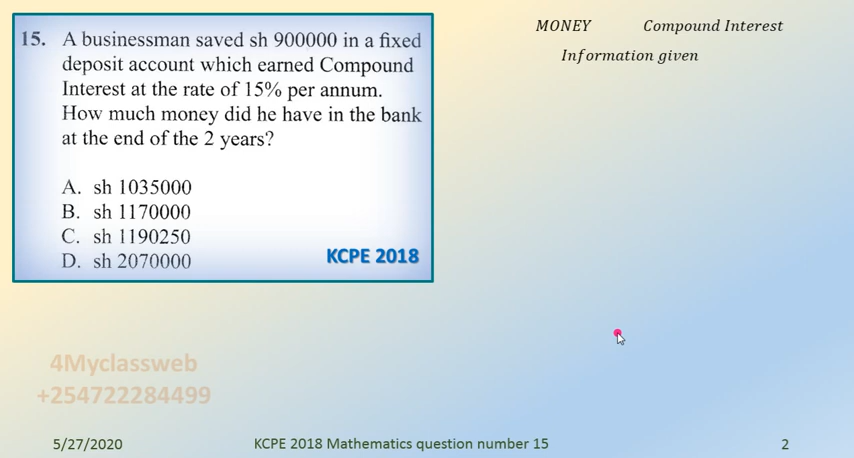 15. A businessman saved sh 900000 in a fixed
deposit account which earned Compound
Interest at the rate of 15% per annum.
How much money did he have in the bank
at the end of the 2 years?
A. sh 1035000
B. sh 1170000
C. sh 1190250
D. sh 2070000
KCPE 2018
MONEY Compound Interest
Information given
4Myclassweb
+254722284499
5/27/2020 KCPE 2018 Mathematics question number 15 2